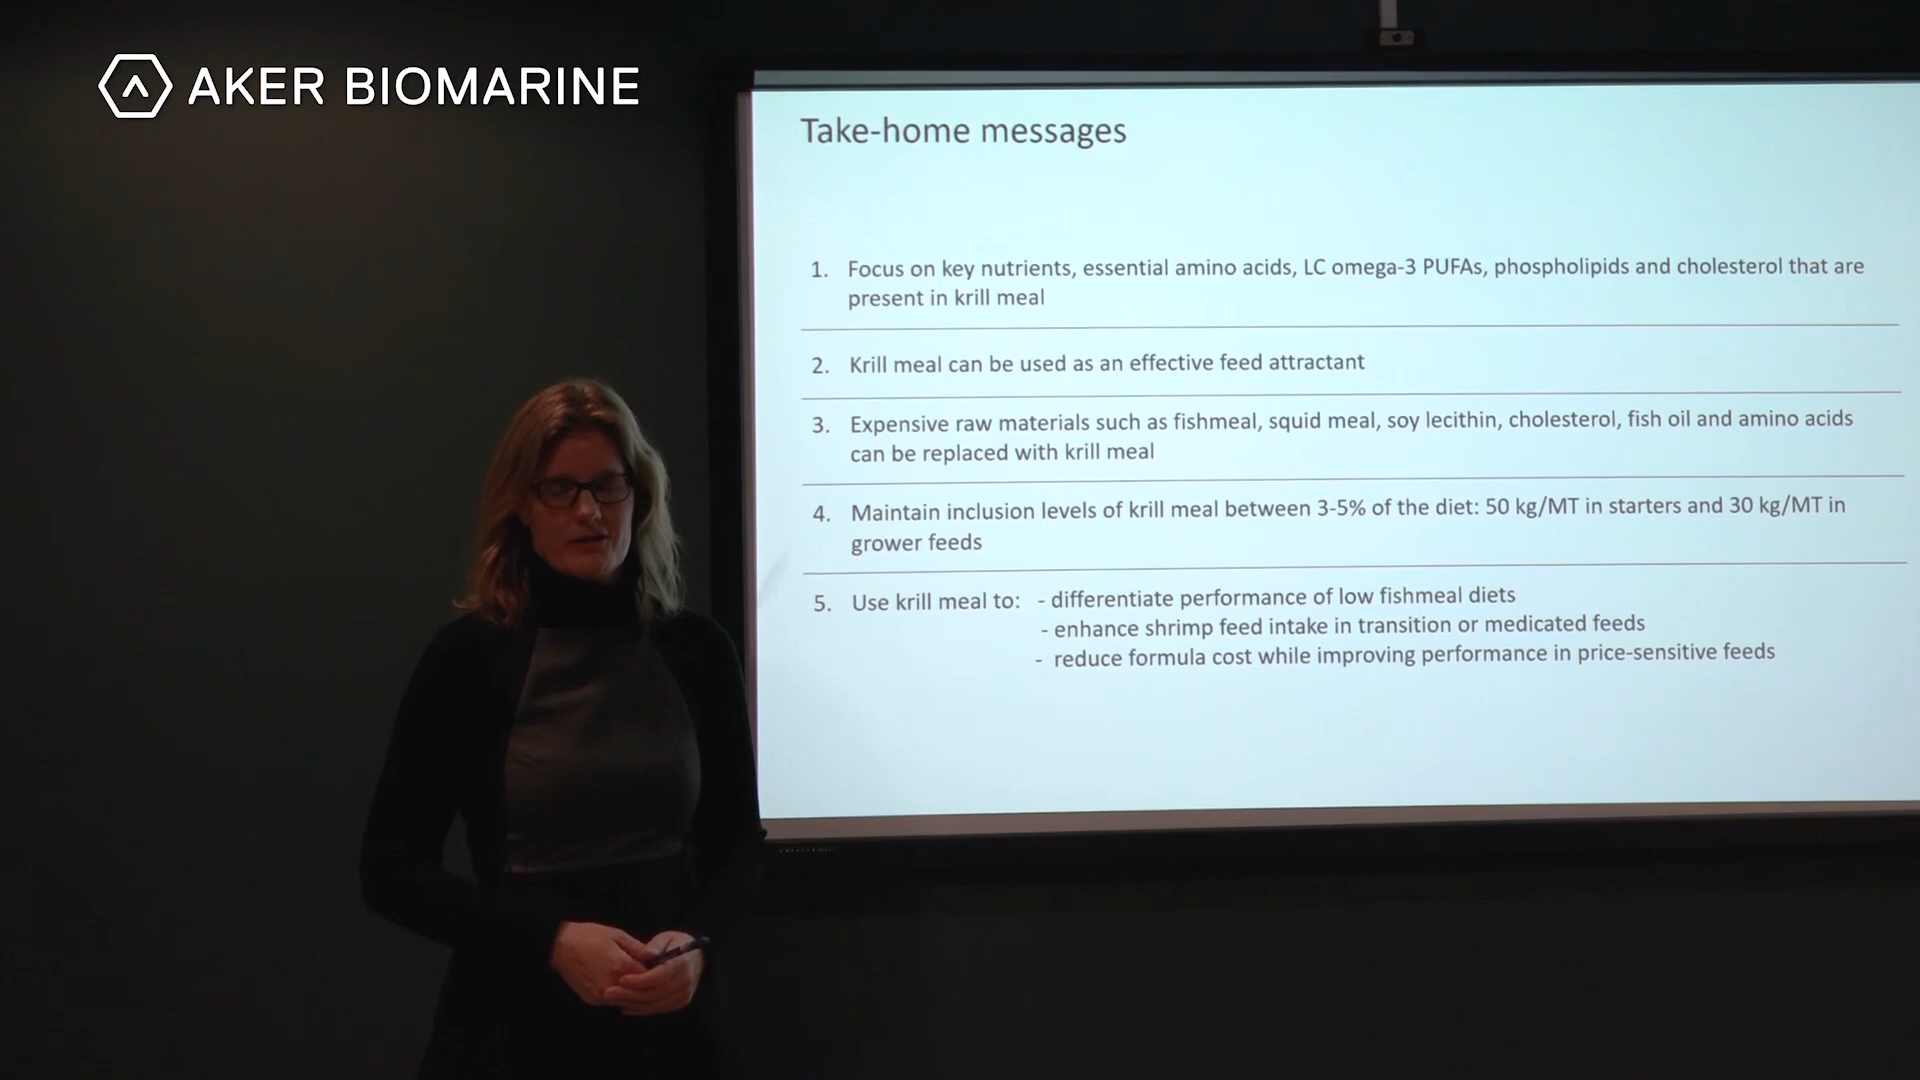 AKER BIOMARINE
Take-home messages
1. Focus on key nutrients, essential amino acids, LC omega-3 PUFAs, phospholipids and cholesterol that are
present in krill meal
2. Krill meal can be used as an effective feed attractant
3. Expensive raw materials such as fishmeal, squid meal, soy lecithin, cholesterol, fish oil and amino acids
can be replaced with krill meal
4. Maintain inclusion levels of krill meal between 3-5% of the diet: 50 kg/MT in starters and 30 kg/MT in
grower feeds
5. Use krill meal to: - differentiate performance of low fishmeal diets
- enhance shrimp feed intake in transition or medicated feeds
- reduce formula cost while improving performance in price-sensitive feeds